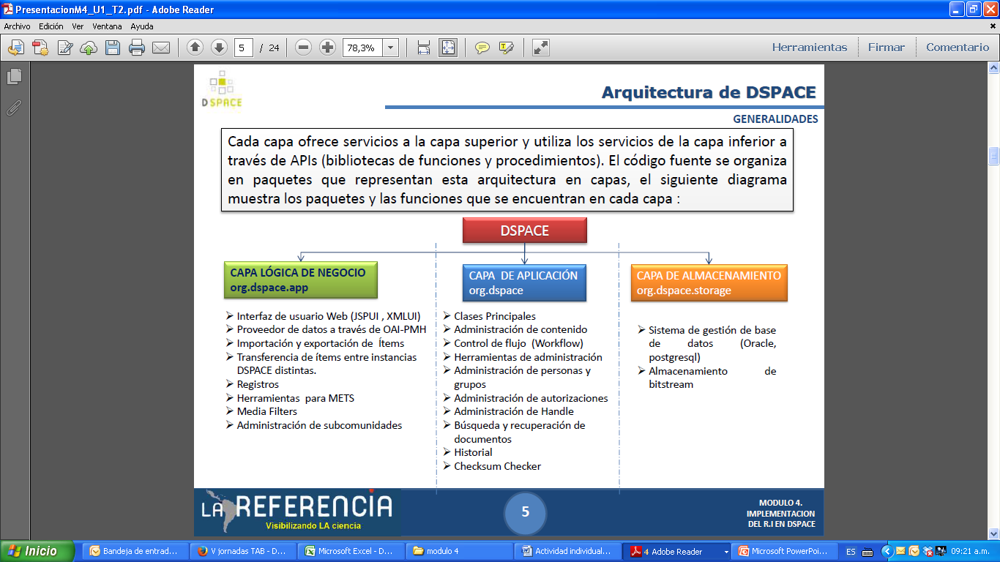 PresentacionM4_U1_T2.pdf - Adobe Reader
Archivo Edición Ver Ventana Ayuda
5 / 24 78,3% Herramientas Firmar Comentario
DSPACE
Arquitectura de DSPACE
GENERALIDADES
Cada capa ofrece servicios a la capa superior y utiliza los servicios de la capa inferior a
través de APIs (bibliotecas de funciones y procedimientos). El código fuente se organiza
en paquetes que representan esta arquitectura en capas, el siguiente diagrama
muestra los paquetes y las funciones que se encuentran en cada capa :
DSPACE
CAPA LÓGICA DE NEGOCIO
org.dspace.app
Interfaz de usuario Web (JSPUI , XMLUI)
Proveedor de datos a través de OAI-PMH
Importación y exportación de Ítems
Transferencia de ítems entre instancias
DSPACE distintas.
Registros
Herramientas para METS
Media Filters
Administración de subcomunidades
CAPA DE APLICACIÓN
org.dspace
Clases Principales
Administración de contenido
Control de flujo (Workflow)
Herramientas de administración
Administración de personas y
grupos
Administración de autorizaciones
Administración de Handle
Búsqueda y recuperación de
documentos
Historial
Checksum Checker
CAPA DE ALMACENAMIENTO
org.dspace.storage
Sistema de gestión de base
de datos (Oracle,
postgresql)
Almacenamiento de
bitstream
LA REFERENCIA
Visibilizando LA ciencia
5
MODULO 4.
IMPLEMENTACION
DEL R.I EN DSPACE
Inicio Bandeja de entrad... V jornadas TAB - D... Microsoft Excel - D... modulo 4 Actividad individual... 4 Adobe Reader Microsoft PowerPoi... ES 09:21 a.m.